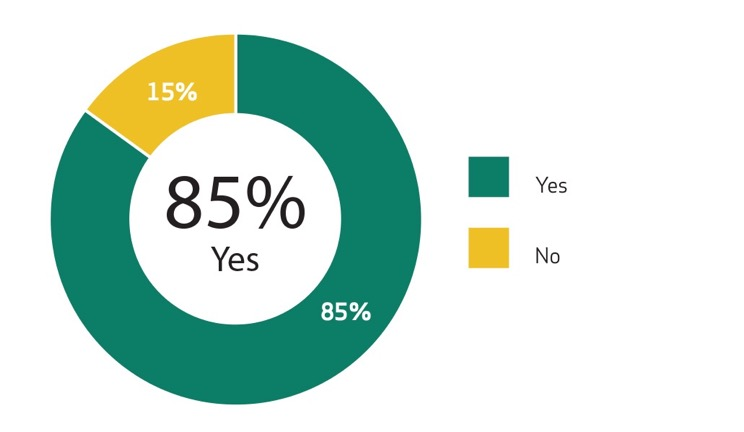 15%
85%
Yes
85%
Yes
No